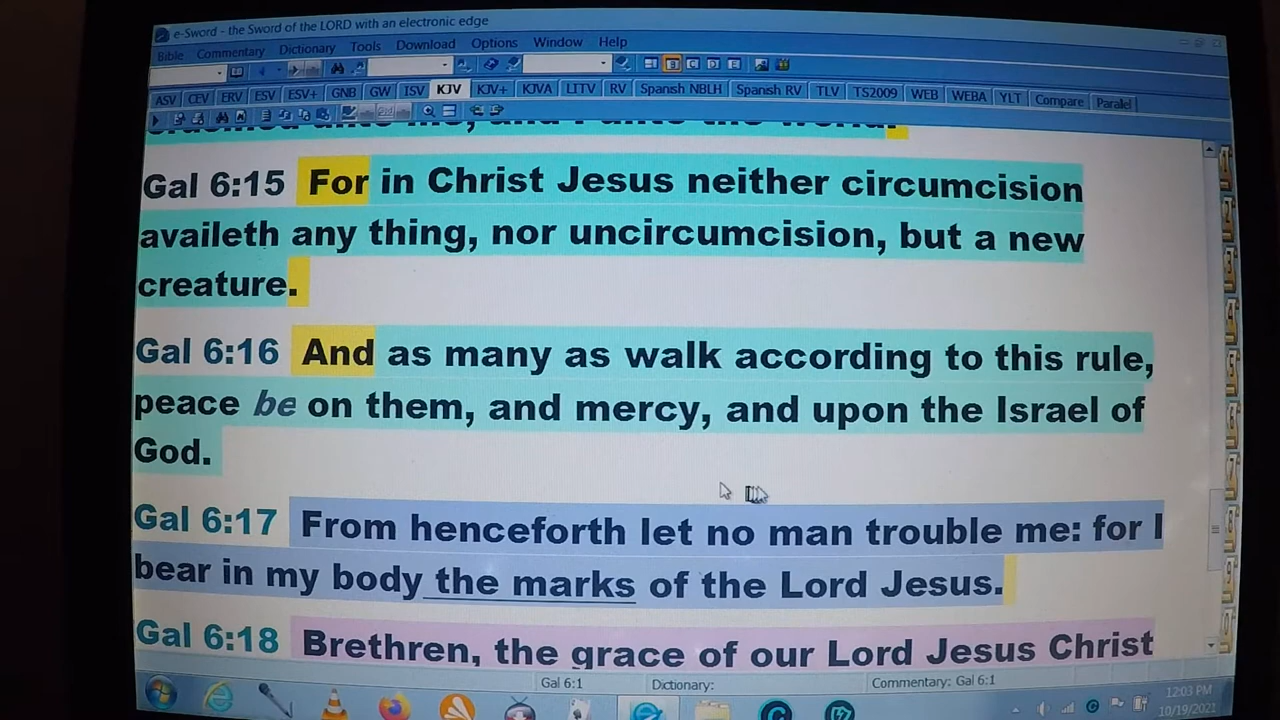 e-Sword - the Sword of the LORD with an electronic edge
Bible Commentary Dictionary Tools Download Options Window Help
ASV CEV ERV ESV ESV+ GNB GW ISV KJV KJV+ KJVA LITV RV Spanish NBLH Spanish RV TLV TS2009 WEB WEBA YLT Compare Parallel
unto me, and I unto the world.
Gal 6:15 For in Christ Jesus neither circumcision
availeth any thing, nor uncircumcision, but a new
creature.
Gal 6:16 And as many as walk according to this rule,
peace be on them, and mercy, and upon the Israel of
God.
Gal 6:17 From henceforth let no man trouble me: for I
bear in my body the marks of the Lord Jesus.
Gal 6:18 Brethren, the grace of our Lord Jesus Christ
Gal 6:1 Dictionary: Commentary: Gal 6:1
12:03 PM
10/19/2021